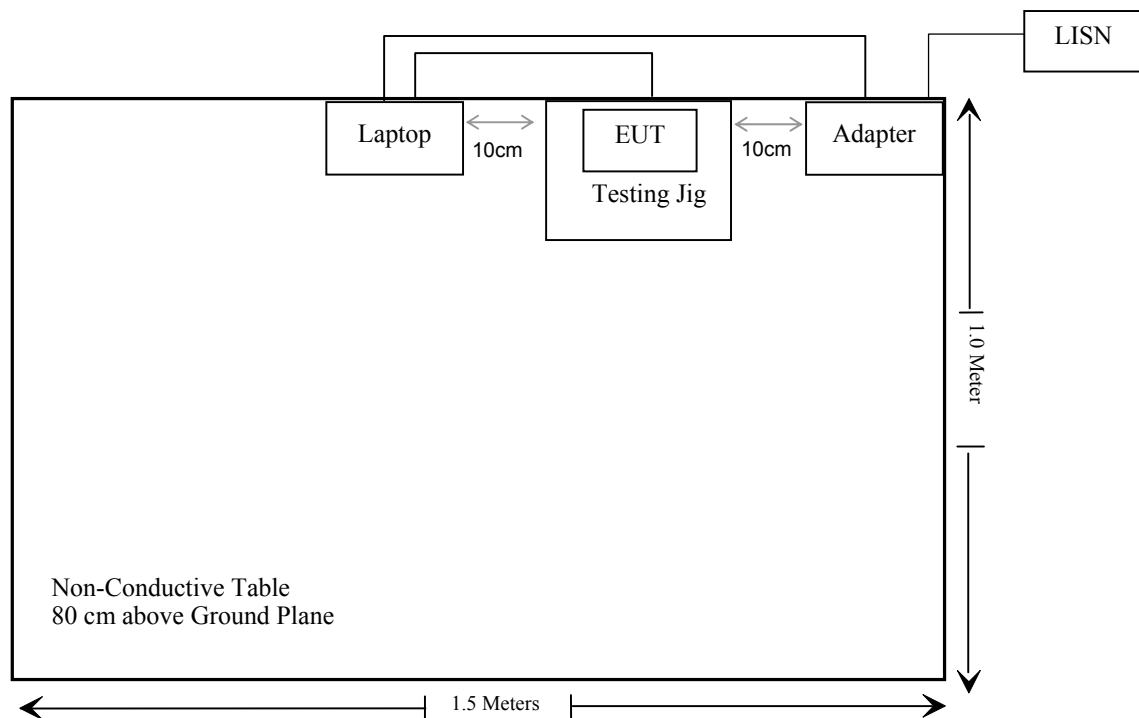 LISN
Laptop
10cm
EUT
Testing Jig
10cm
Adapter
1.0 Meter
Non-Conductive Table
80 cm above Ground Plane
1.5 Meters